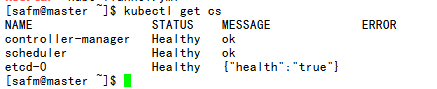 [safm@master ~]$ kubectl get cs
NAME STATUS MESSAGE ERROR
controller-manager Healthy ok
scheduler Healthy ok
etcd-0 Healthy {"health":"true"}
[safm@master ~]$